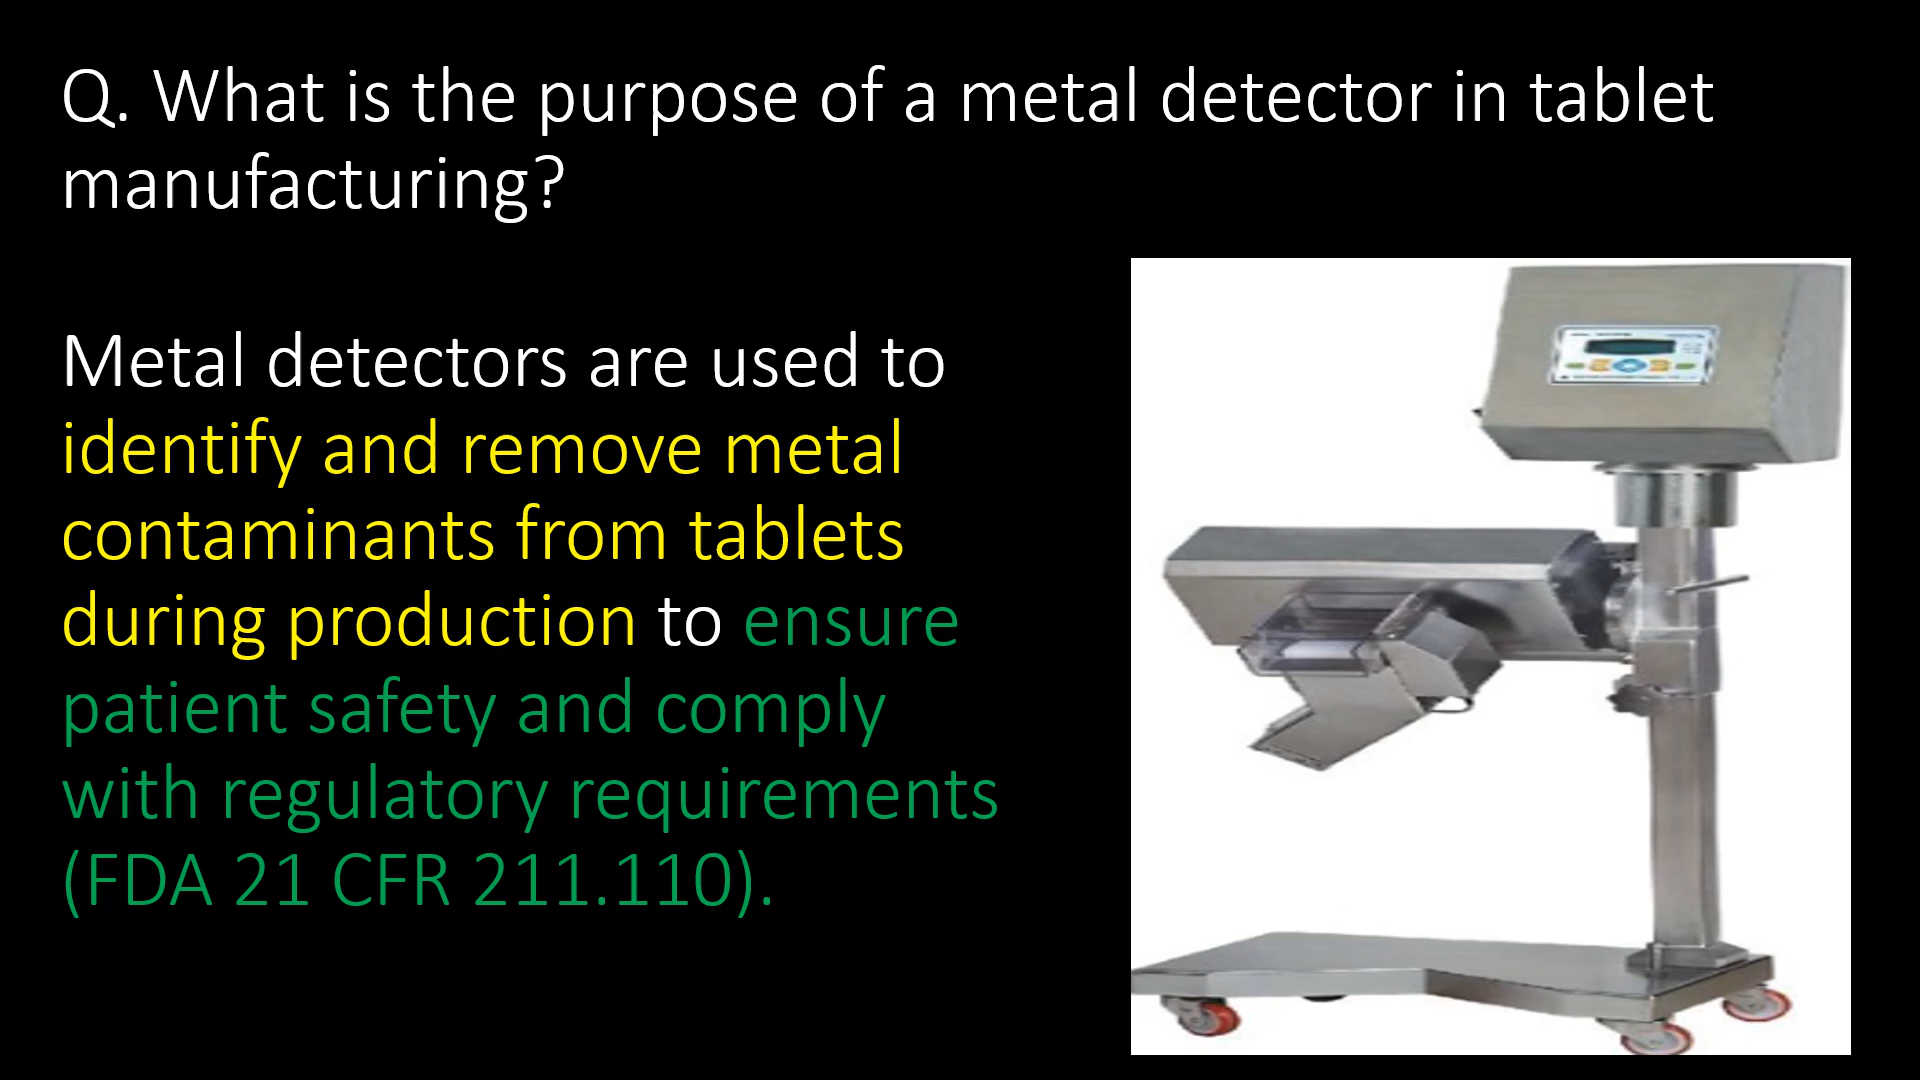 Q. What is the purpose of a metal detector in tablet
manufacturing?
Metal detectors are used to
identify and remove metal
contaminants from tablets
during production to ensure
patient safety and comply
with regulatory requirements
(FDA 21 CFR 211.110).